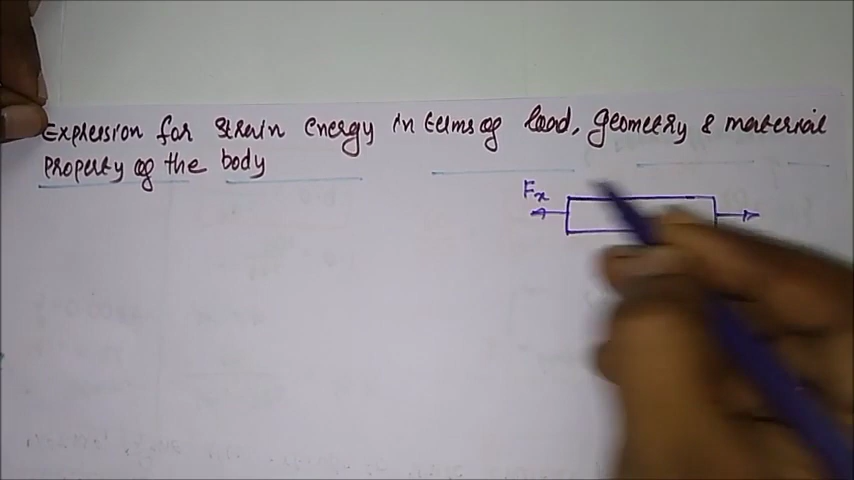 Expression for Strain energy in terms of load, geometry & material
Property of the body
Fx